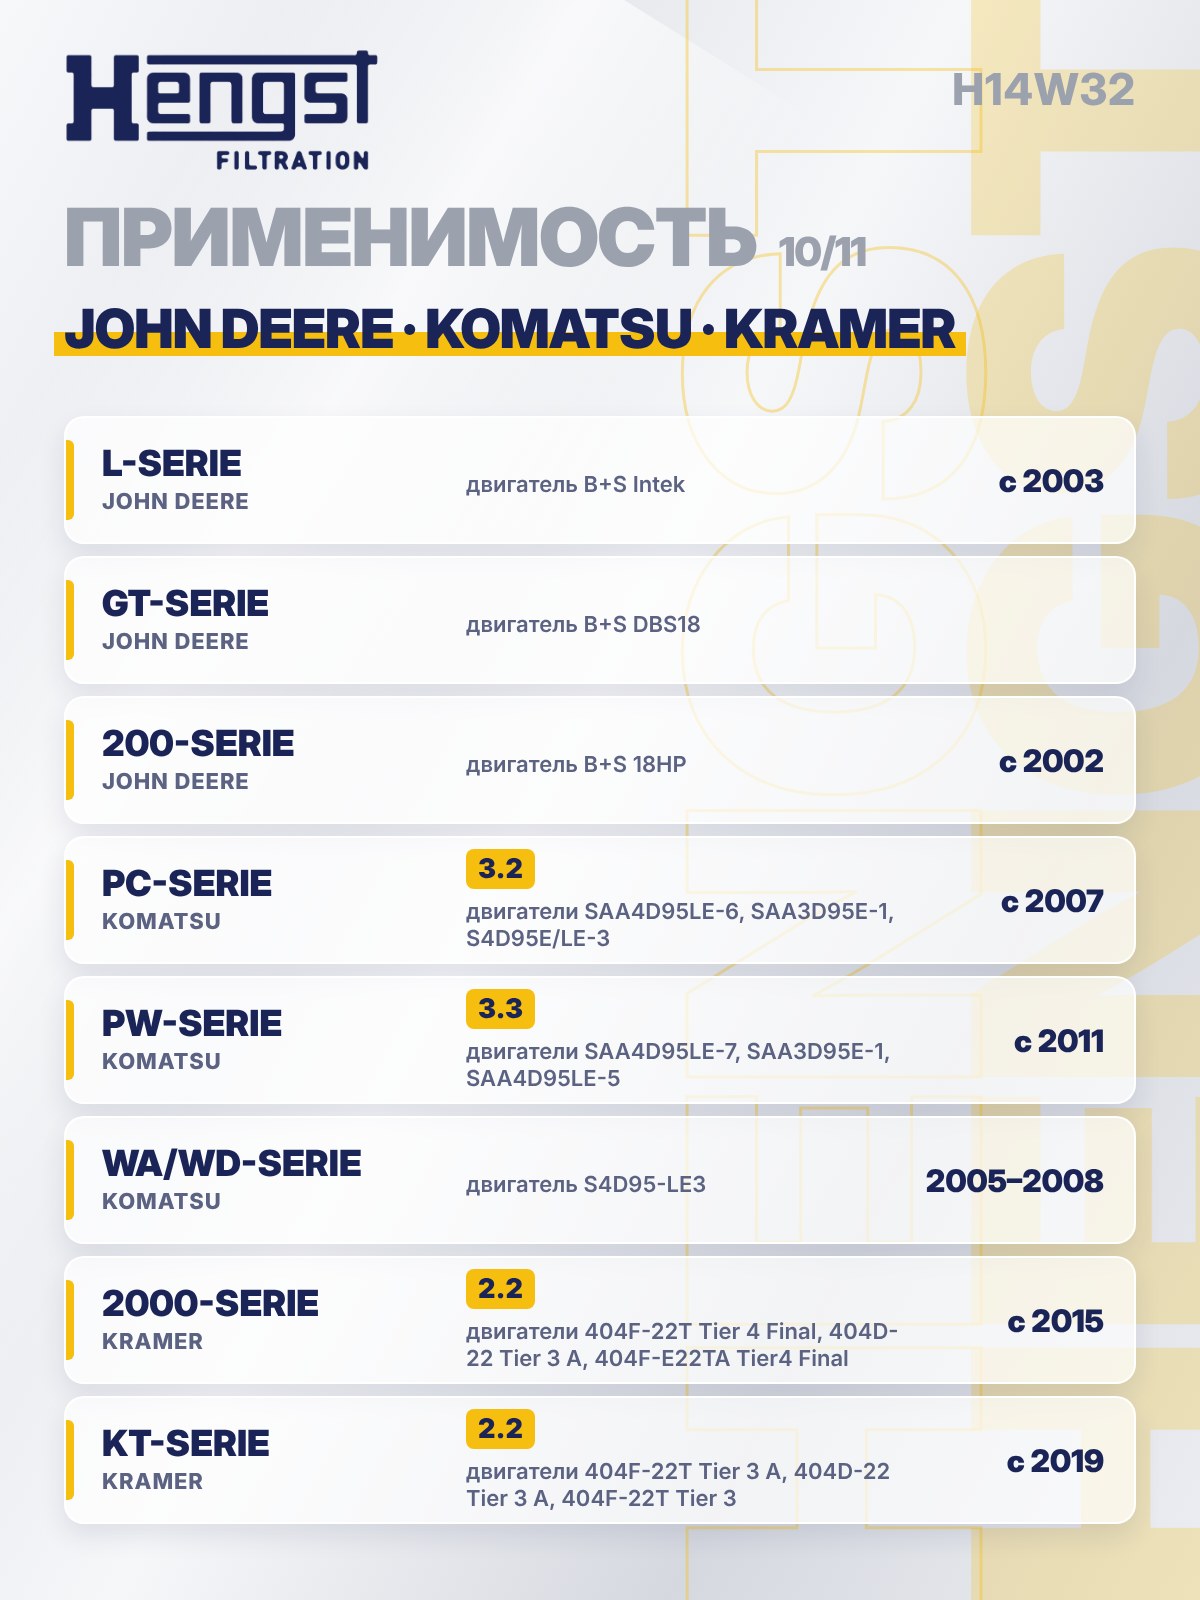 Hengst
FILTRATION
H14W32
ПРИМЕНИМОСТЬ 10/11
JOHN DEERE · KOMATSU · KRAMER
L-SERIE
JOHN DEERE
двигатель B+S Intek
с 2003
GT-SERIE
JOHN DEERE
двигатель B+S DBS18
200-SERIE
JOHN DEERE
двигатель B+S 18HP
с 2002
PC-SERIE
KOMATSU
3.2
двигатели SAA4D95LE-6, SAA3D95E-1,
S4D95E/LE-3
с 2007
PW-SERIE
KOMATSU
3.3
двигатели SAA4D95LE-7, SAA3D95E-1,
SAA4D95LE-5
с 2011
WA/WD-SERIE
KOMATSU
двигатель S4D95-LE3
2005–2008
2000-SERIE
KRAMER
2.2
двигатели 404F-22T Tier 4 Final, 404D-
22 Tier 3 A, 404F-E22TA Tier4 Final
с 2015
KT-SERIE
KRAMER
2.2
двигатели 404F-22T Tier 3 A, 404D-22
Tier 3 A, 404F-22T Tier 3
с 2019
HENGST
HENGST